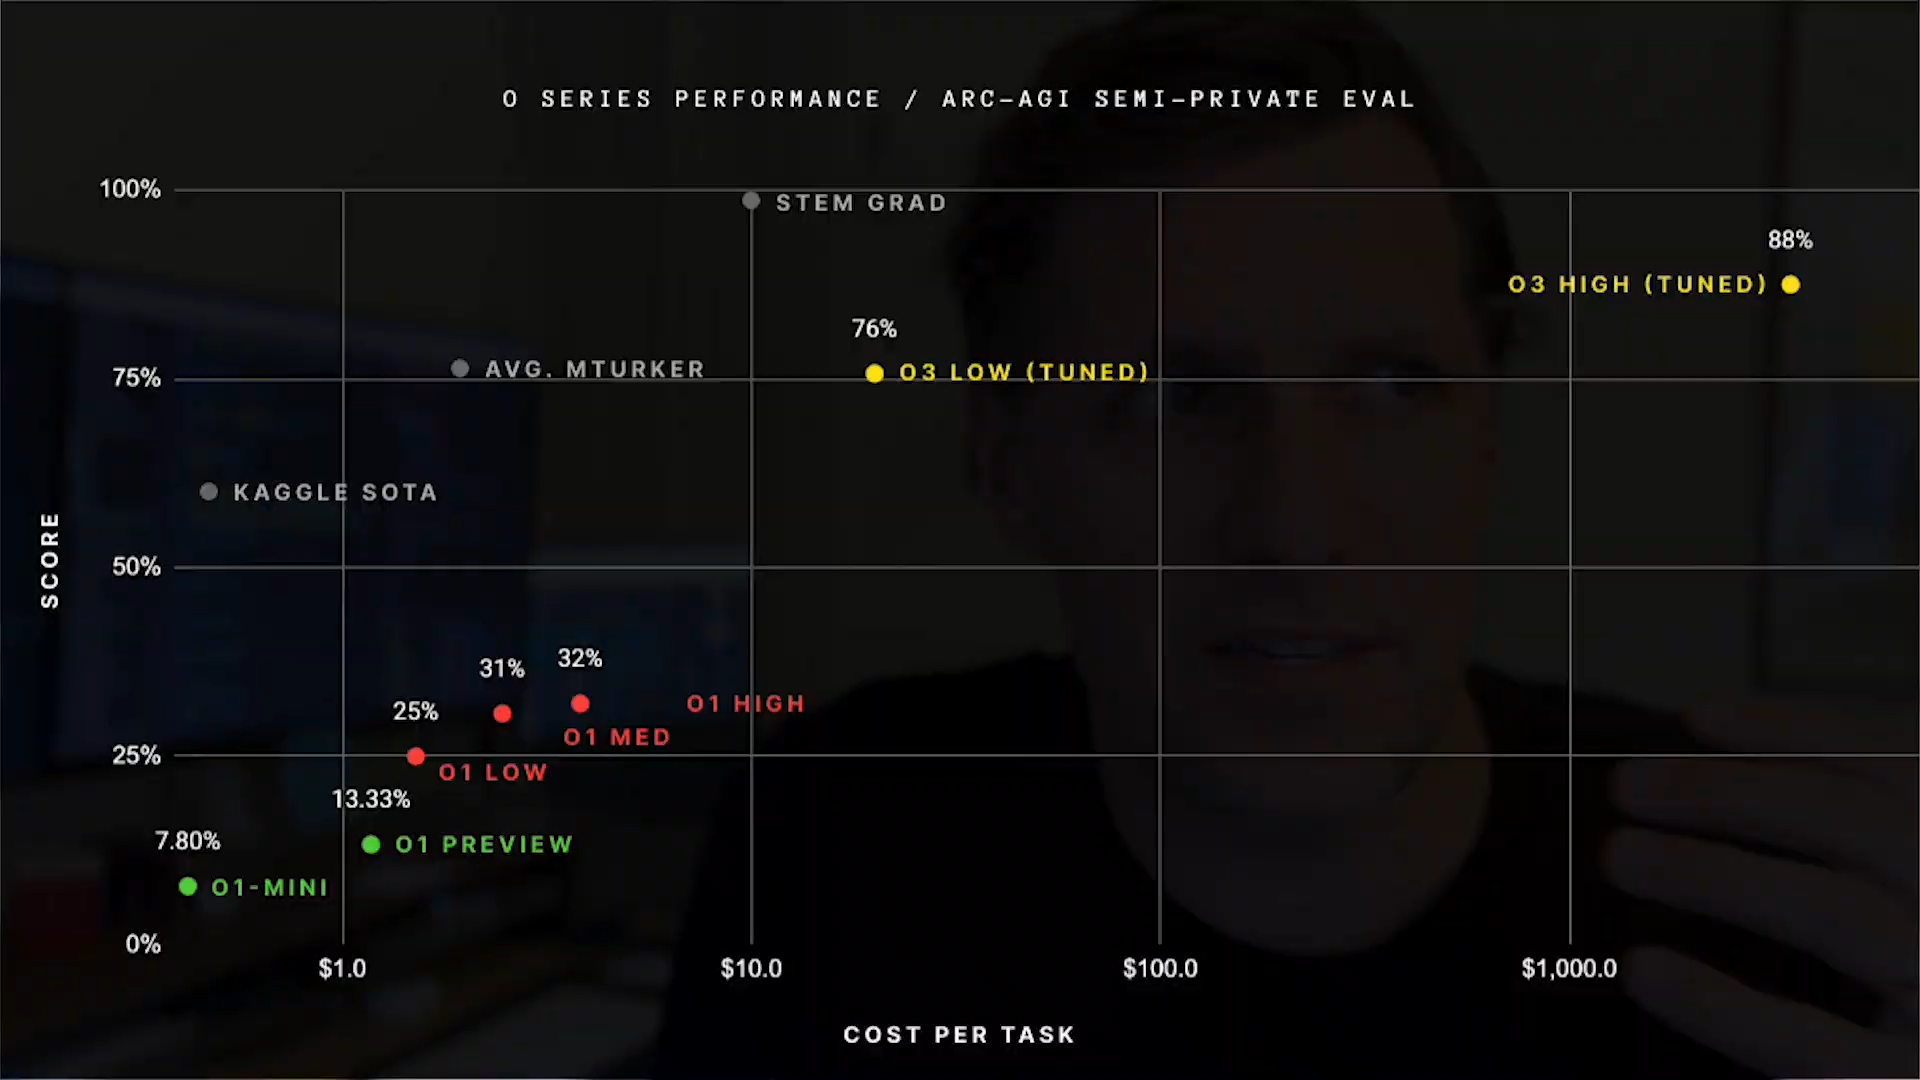 O SERIES PERFORMANCE / ARC-AGI SEMI-PRIVATE EVAL
100%
STEM GRAD
88%
O3 HIGH (TUNED)
76%
O3 LOW (TUNED)
AVG. MTURKER
75%
KAGGLE SOTA
SCORE
50%
32%
31%
O1 HIGH
25%
O1 MED
25%
O1 LOW
13.33%
7.80%
O1 PREVIEW
O1-MINI
0%
$1.0
$10.0
$100.0
$1,000.0
COST PER TASK